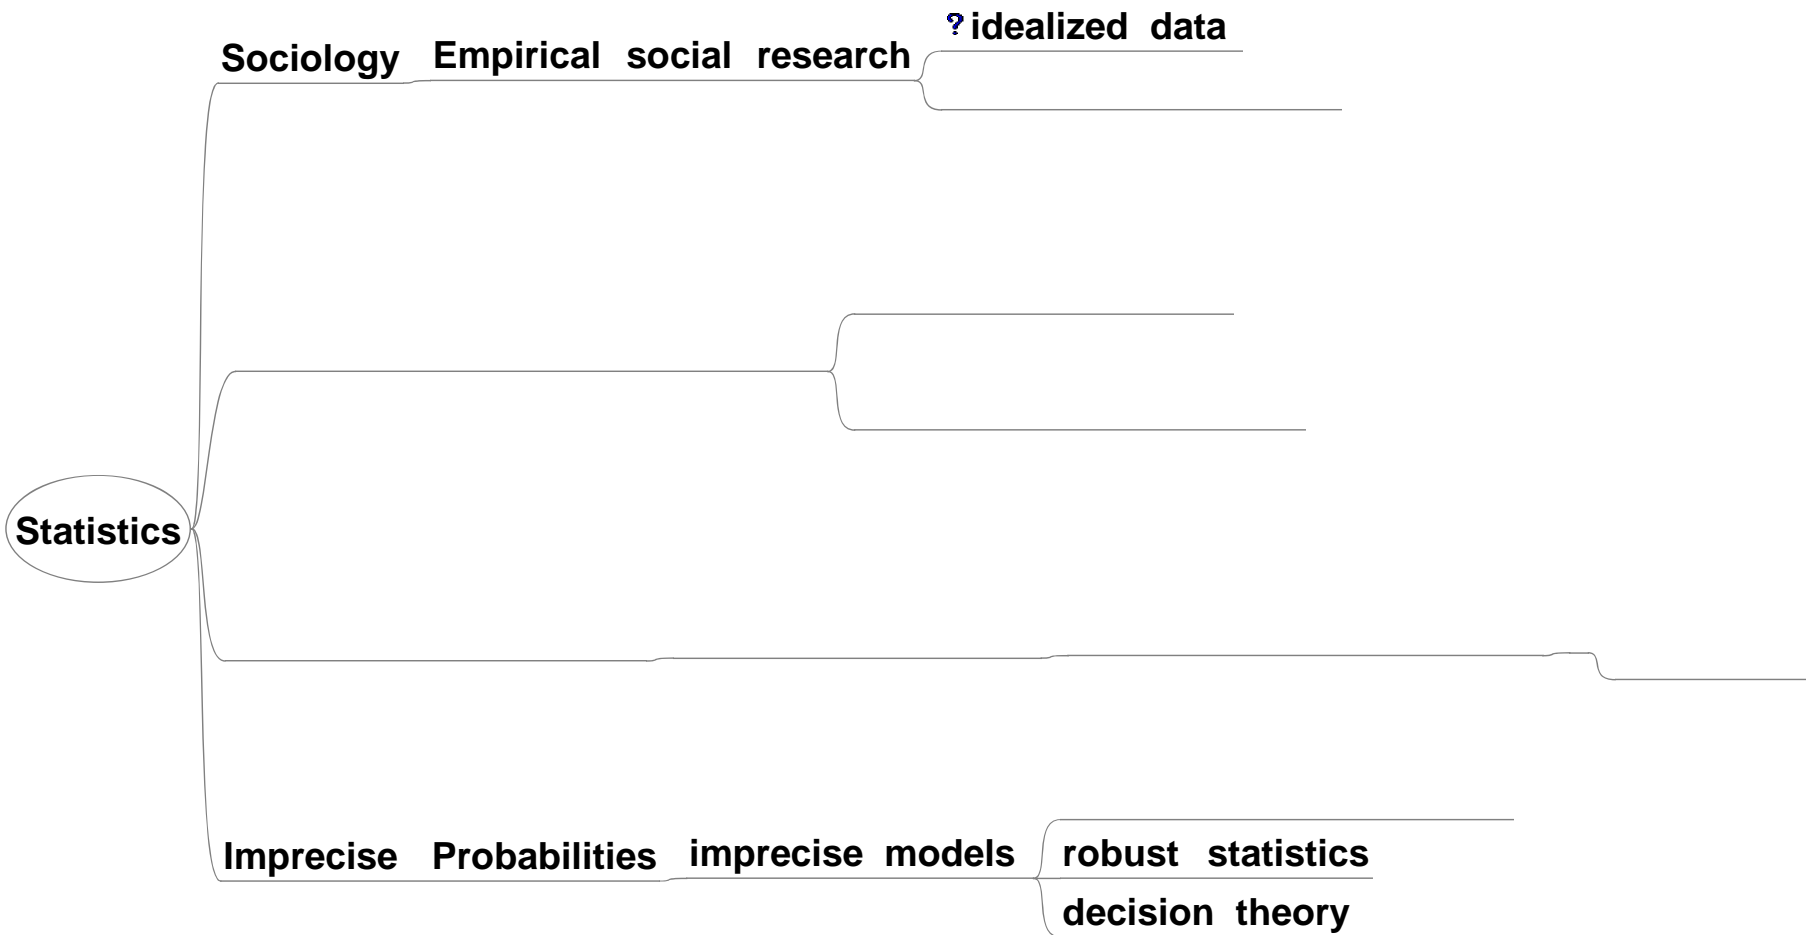 ? idealized data
Sociology Empirical social research
Statistics
Imprecise Probabilities imprecise models robust statistics
decision theory